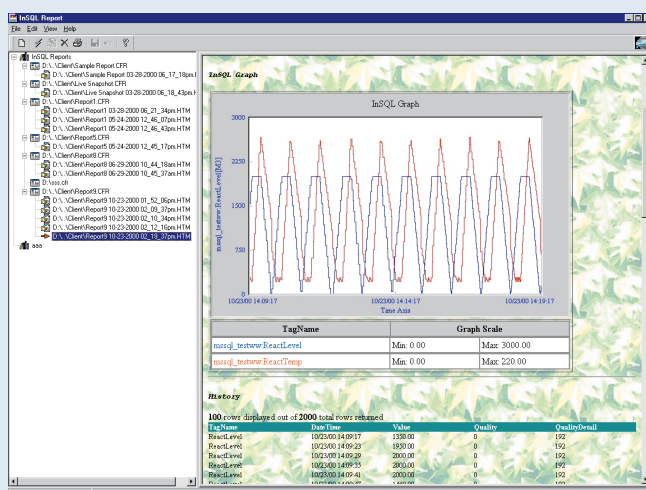 InSQL Report
File Edit View Help
InSQL Reports
D:\...\Client\Sample Report.CFR
D:\...\Client\Sample Report 03-28-2000 06_17_18pm.
D:\...\Client\Live Snapshot.CFR
D:\...\Client\Live Snapshot 03-28-2000 06_18_43pm.
D:\...\Client\Report1.CFR
D:\...\Client\Report1 03-28-2000 06_21_34pm.HTM
D:\...\Client\Report1 05-24-2000 12_46_07pm.HTM
D:\...\Client\Report1 05-24-2000 12_46_43pm.HTM
D:\...\Client\Report5.CFR
D:\...\Client\Report5 05-24-2000 12_45_17pm.HTM
D:\...\Client\Report8.CFR
D:\...\Client\Report8 06-29-2000 10_44_18am.HTM
D:\...\Client\Report8 06-29-2000 10_45_37am.HTM
D:\sss.cfr
D:\...\Client\Report9.CFR
D:\...\Client\Report9 10-23-2000 01_52_06pm.HTM
D:\...\Client\Report9 10-23-2000 02_09_37pm.HTM
D:\...\Client\Report9 10-23-2000 02_10_34pm.HTM
D:\...\Client\Report9 10-23-2000 02_12_16pm.HTM
D:\...\Client\Report9 10-23-2000 02_19_37pm.HTM
aaa
InSQL Graph
InSQL Graph
3000
2250
1500
750
0
mssql_testww:ReactLevel[M3]
10/23/00 14:09:17 10/23/00 14:14:17 10/23/00 14:19:17
Time Axis
TagName Graph Scale
mssql_testww:ReactLevel Min: 0.00 Max: 3000.00
mssql_testww:ReactTemp Min: 0.00 Max: 220.00
History
100 rows displayed out of 2000 total rows returned
TagName DateTime Value Quality QualityDetail
ReactLevel 10/23/00 14:09:17 1350.00 0 192
ReactLevel 10/23/00 14:09:23 1950.00 0 192
ReactLevel 10/23/00 14:09:29 2000.00 0 192
ReactLevel 10/23/00 14:09:35 2000.00 0 192
ReactLevel 10/23/00 14:09:41 2000.00 0 192